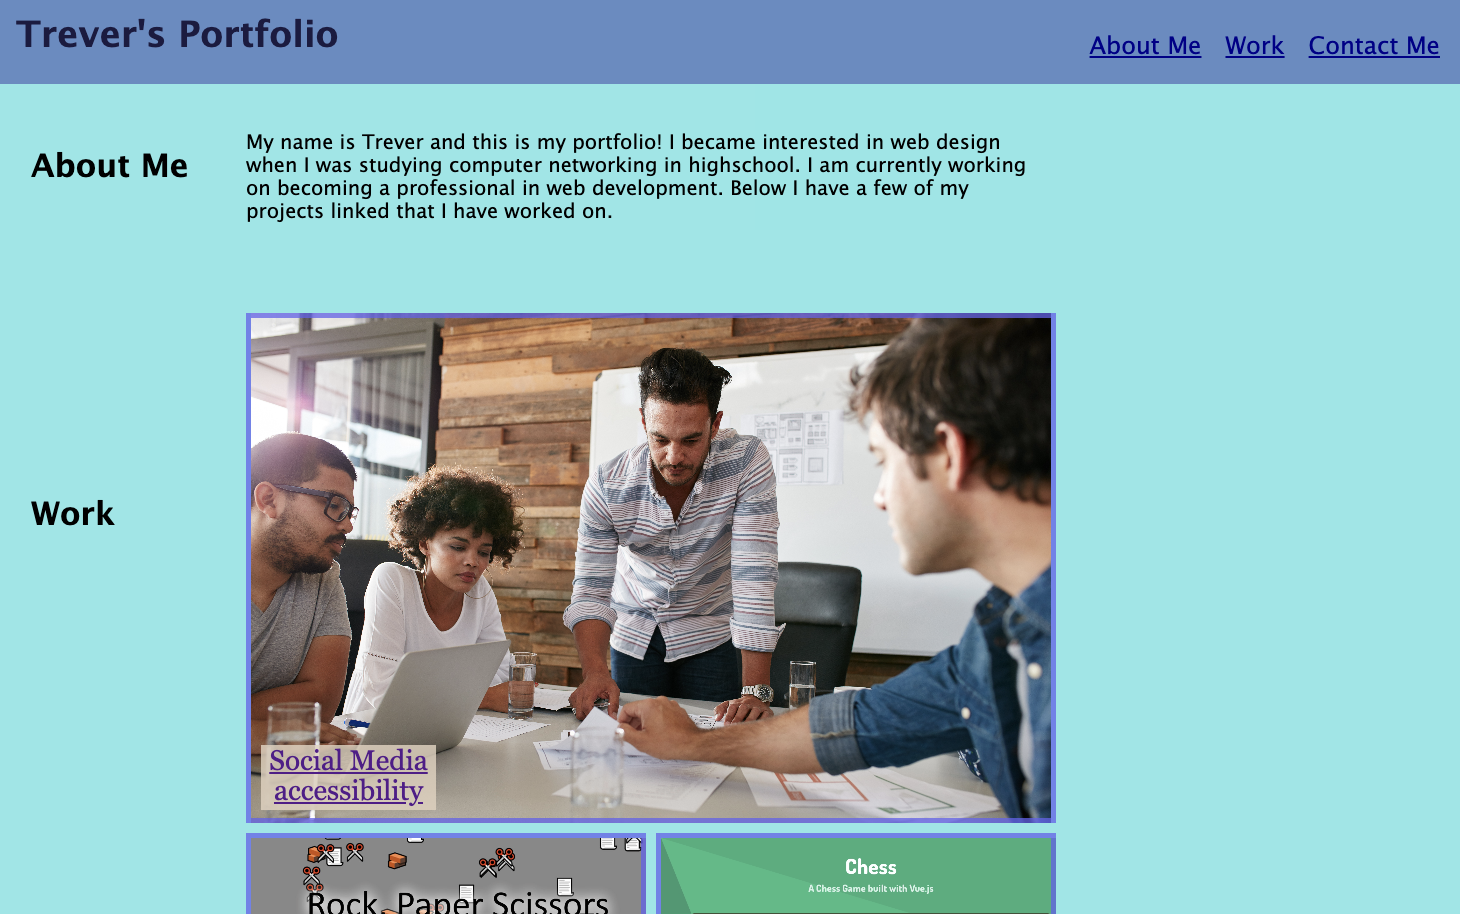 Trever's Portfolio
About Me Work Contact Me
About Me
My name is Trever and this is my portfolio! I became interested in web design
when I was studying computer networking in highschool. I am currently working
on becoming a professional in web development. Below I have a few of my
projects linked that I have worked on.
Work
Social Media
accessibility
Rock, Paper Scissors
Chess
A Chess Game built with Vue.js